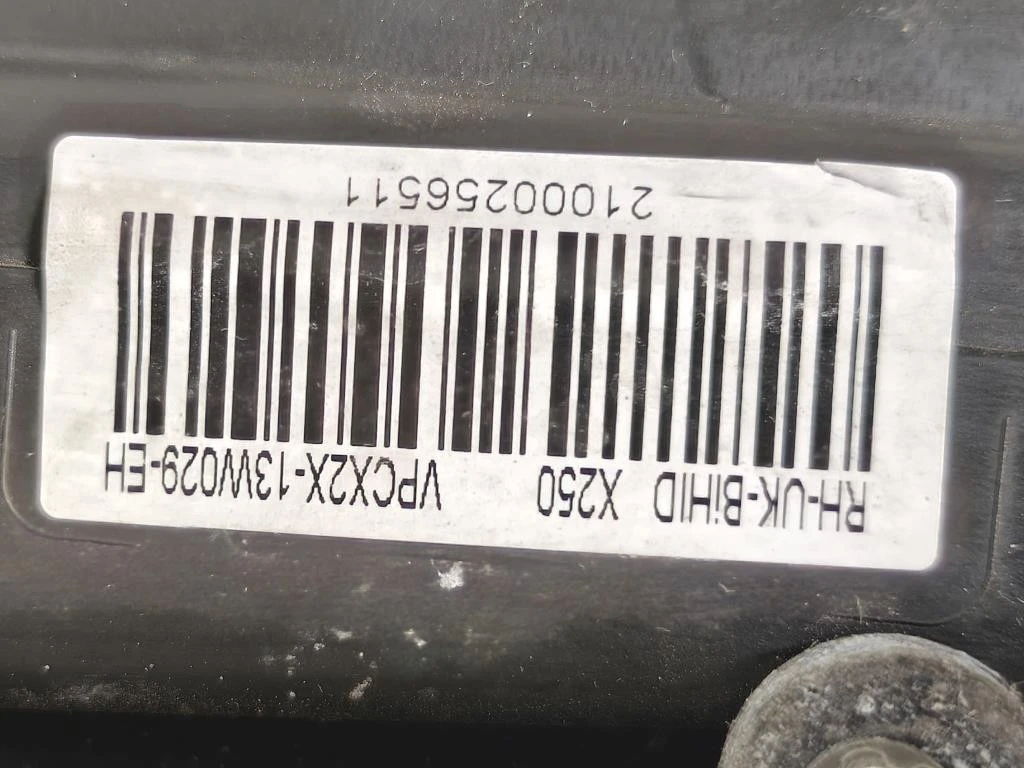 RH-UK-BiHID X250 VPCX2X-13W029-EH
21000256511